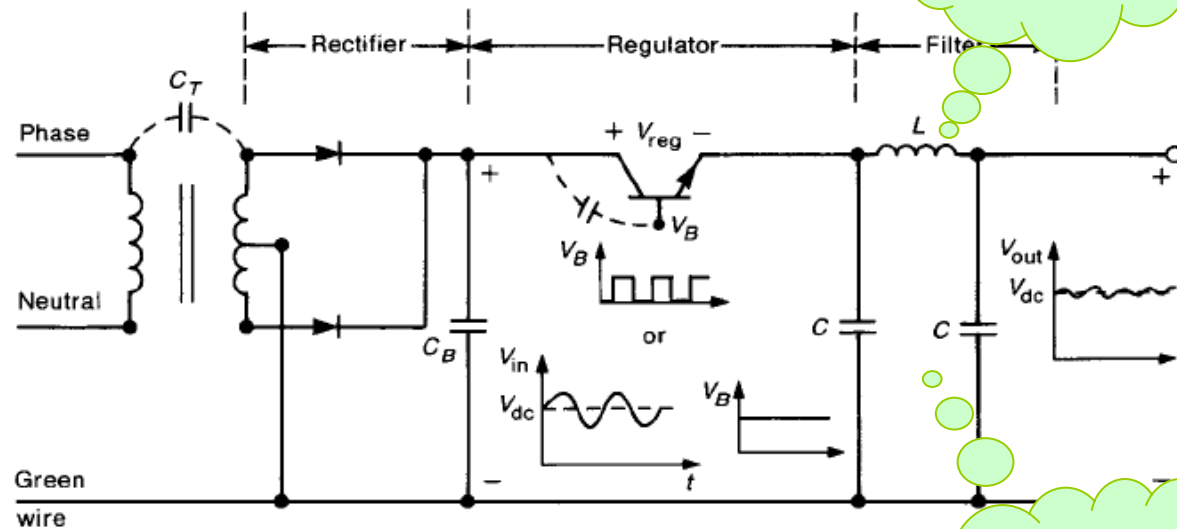 Rectifier
Regulator
Filter
C_T
Phase
+ V_reg −
L
+
+
V_B
V_B
V_out
V_dc
Neutral
C_B
or
C
C
V_in
V_dc
V_B
t
−
Green
wire